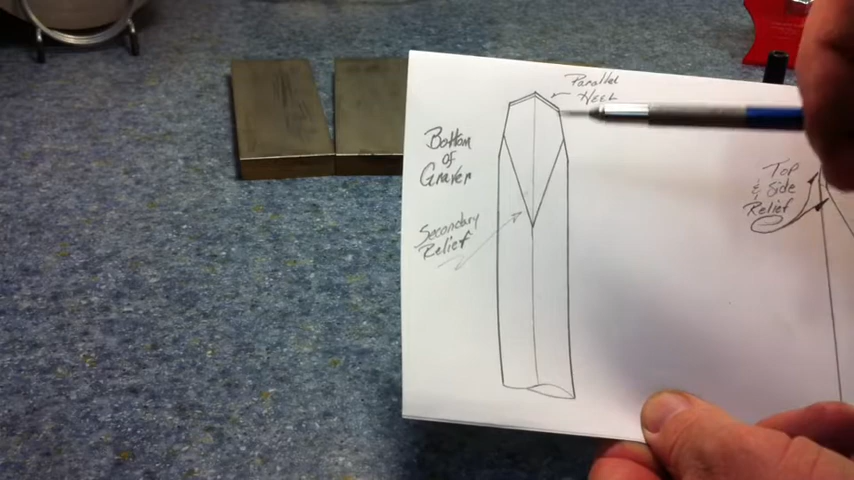 Parallel
Heel
Bottom
of
Graver
Secondary
Relief
Top
& Side
Relief